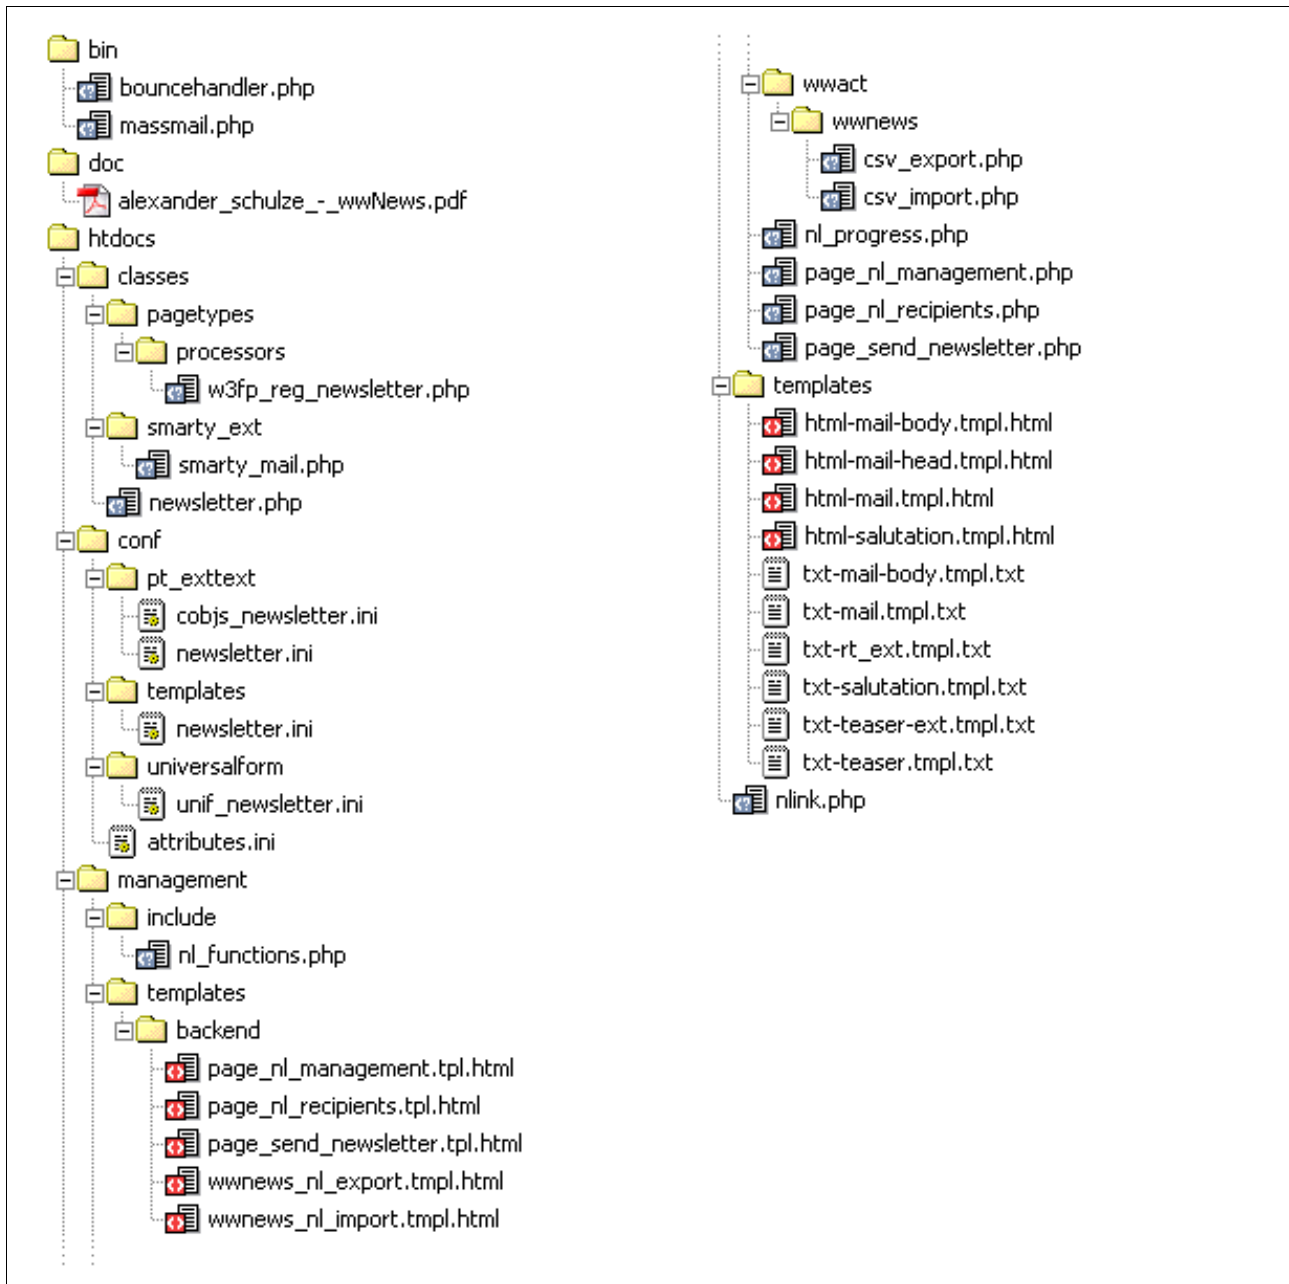 bin
bouncehandler.php
massmail.php
doc
alexander_schulze_-_wwNews.pdf
htdocs
classes
pagetypes
processors
w3fp_reg_newsletter.php
smarty_ext
smarty_mail.php
newsletter.php
conf
pt_exttext
cobjs_newsletter.ini
newsletter.ini
templates
newsletter.ini
universalform
unif_newsletter.ini
attributes.ini
management
include
nl_functions.php
templates
backend
page_nl_management.tpl.html
page_nl_recipients.tpl.html
page_send_newsletter.tpl.html
wwnews_nl_export.tmpl.html
wwnews_nl_import.tmpl.html
wwact
wwnews
csv_export.php
csv_import.php
nl_progress.php
page_nl_management.php
page_nl_recipients.php
page_send_newsletter.php
templates
html-mail-body.tmpl.html
html-mail-head.tmpl.html
html-mail.tmpl.html
html-salutation.tmpl.html
txt-mail-body.tmpl.txt
txt-mail.tmpl.txt
txt-rt_ext.tmpl.txt
txt-salutation.tmpl.txt
txt-teaser-ext.tmpl.txt
txt-teaser.tmpl.txt
nlink.php